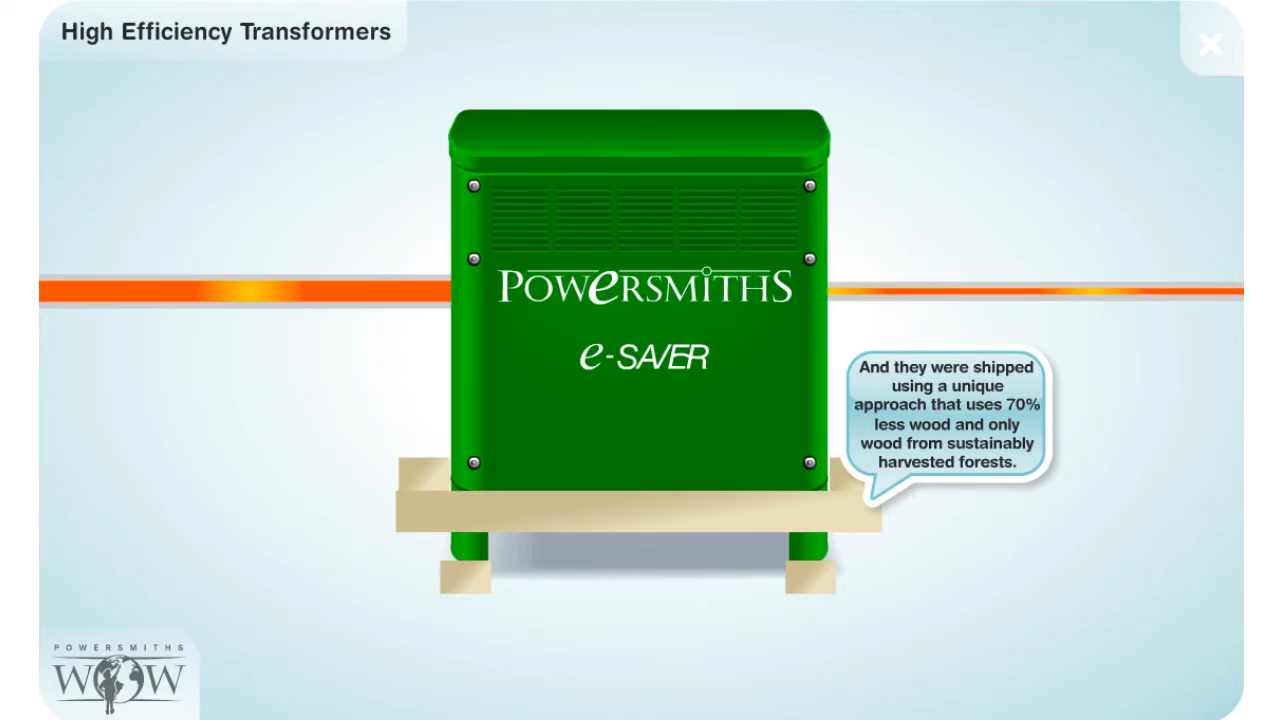 High Efficiency Transformers
POWERSMITHS
e-SAVER
And they were shipped
using a unique
approach that uses 70%
less wood and only
wood from sustainably
harvested forests.
POWERSMITHS
WOW